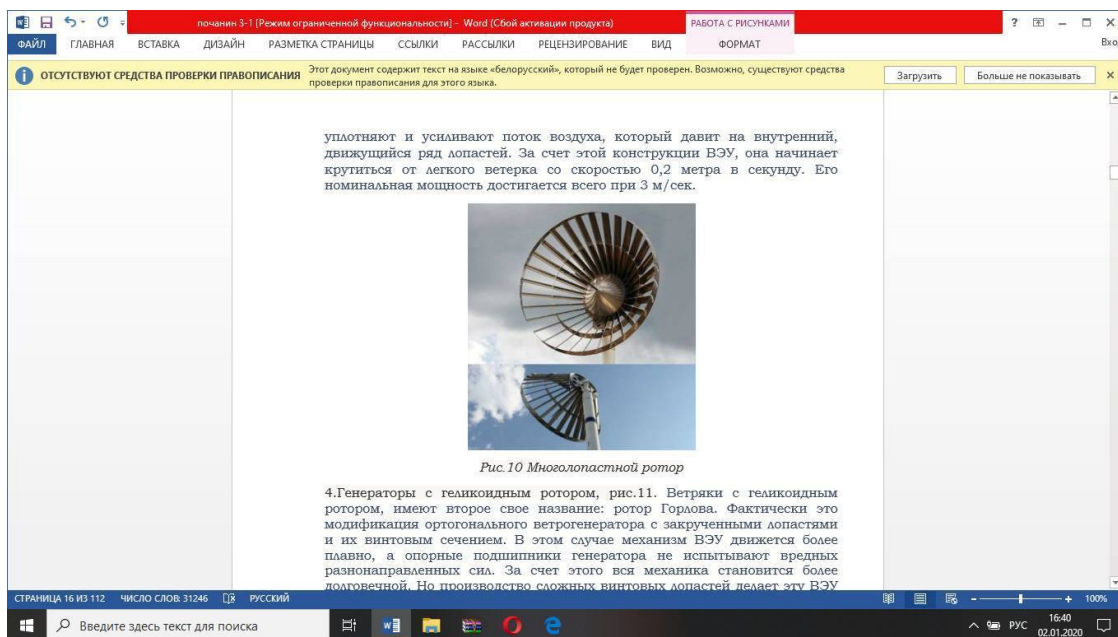 почанин 3-1 [Режим ограниченной функциональности] - Word (Сбой активации продукта)
РАБОТА С РИСУНКАМИ
ФАЙЛ ГЛАВНАЯ ВСТАВКА ДИЗАЙН РАЗМЕТКА СТРАНИЦЫ ССЫЛКИ РАССЫЛКИ РЕЦЕНЗИРОВАНИЕ ВИД ФОРМАТ Вхо
ОТСУТСТВУЮТ СРЕДСТВА ПРОВЕРКИ ПРАВОПИСАНИЯ Этот документ содержит текст на языке «белорусский», который не будет проверен. Возможно, существуют средства
проверки правописания для этого языка.
Загрузить Больше не показывать
уплотняют и усиливают поток воздуха, который давит на внутренний,
движущийся ряд лопастей. За счет этой конструкции ВЭУ, она начинает
крутиться от легкого ветерка со скоростью 0,2 метра в секунду. Его
номинальная мощность достигается всего при 3 м/сек.
Рис.10 Многолопастной ротор
4.Генераторы с геликоидным ротором, рис.11. Ветряки с геликоидным
ротором, имеют второе свое название: ротор Горлова. Фактически это
модификация ортогонального ветрогенератора с закрученными лопастями
и их винтовым сечением. В этом случае механизм ВЭУ движется более
плавно, а опорные подшипники генератора не испытывают вредных
разнонаправленных сил. За счет этого вся механика становится более
долговечной. Но производство сложных винтовых лопастей делает эту ВЭУ
СТРАНИЦА 16 ИЗ 112 ЧИСЛО СЛОВ: 31246 РУССКИЙ 100%
Введите здесь текст для поиска
РУС 16:40
02.01.2020